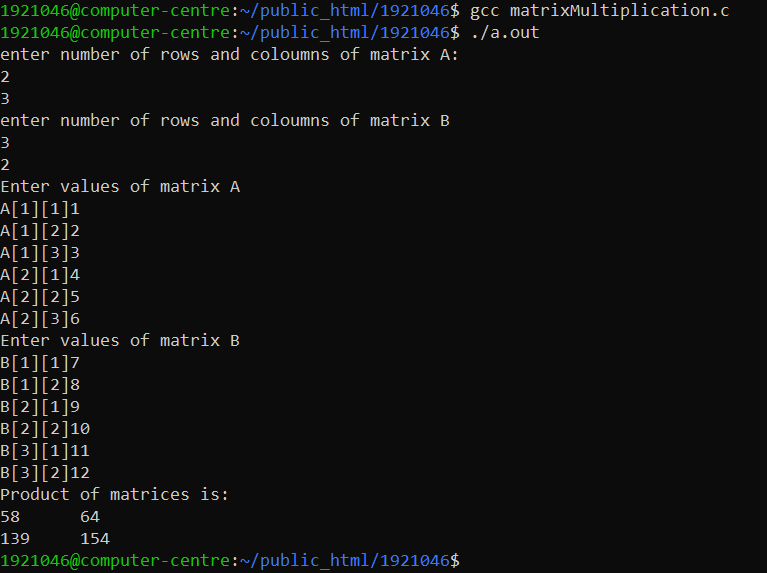 1921046@computer-centre:~/public_html/1921046$ gcc matrixMultiplication.c
1921046@computer-centre:~/public_html/1921046$ ./a.out
enter number of rows and coloumns of matrix A:
2
3
enter number of rows and coloumns of matrix B
3
2
Enter values of matrix A
A[1][1]1
A[1][2]2
A[1][3]3
A[2][1]4
A[2][2]5
A[2][3]6
Enter values of matrix B
B[1][1]7
B[1][2]8
B[2][1]9
B[2][2]10
B[3][1]11
B[3][2]12
Product of matrices is:
58      64
139     154
1921046@computer-centre:~/public_html/1921046$